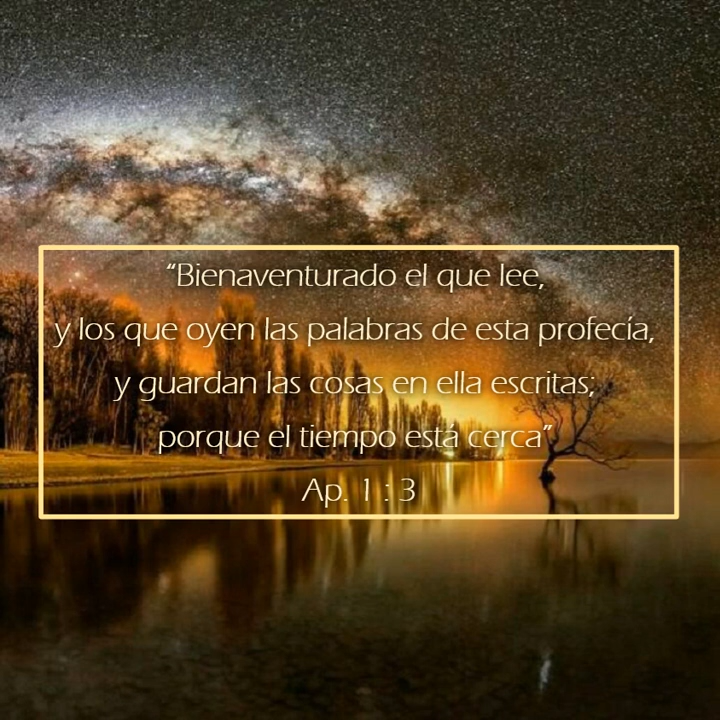 “Bienaventurado el que lee,
y los que oyen las palabras de esta profecía,
y guardan las cosas en ella escritas;
porque el tiempo está cerca”
Ap. 1 : 3